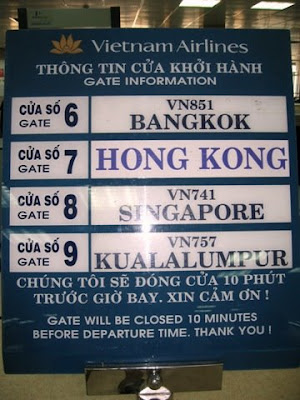 Vietnam Airlines
THÔNG TIN CỬA KHỞI HÀNH
GATE INFORMATION
CỬA SỐ
GATE 6
VN851
BANGKOK
CỬA SỐ
GATE 7
HONG KONG
CỬA SỐ
GATE 8
VN741
SINGAPORE
CỬA SỐ
GATE 9
VN757
KUALALUMPUR
CHÚNG TÔI SẼ ĐÓNG CỬA 10 PHÚT
TRƯỚC GIỜ BAY. XIN CẢM ƠN !
GATE WILL BE CLOSED 10 MINUTES
BEFORE DEPARTURE TIME. THANK YOU !